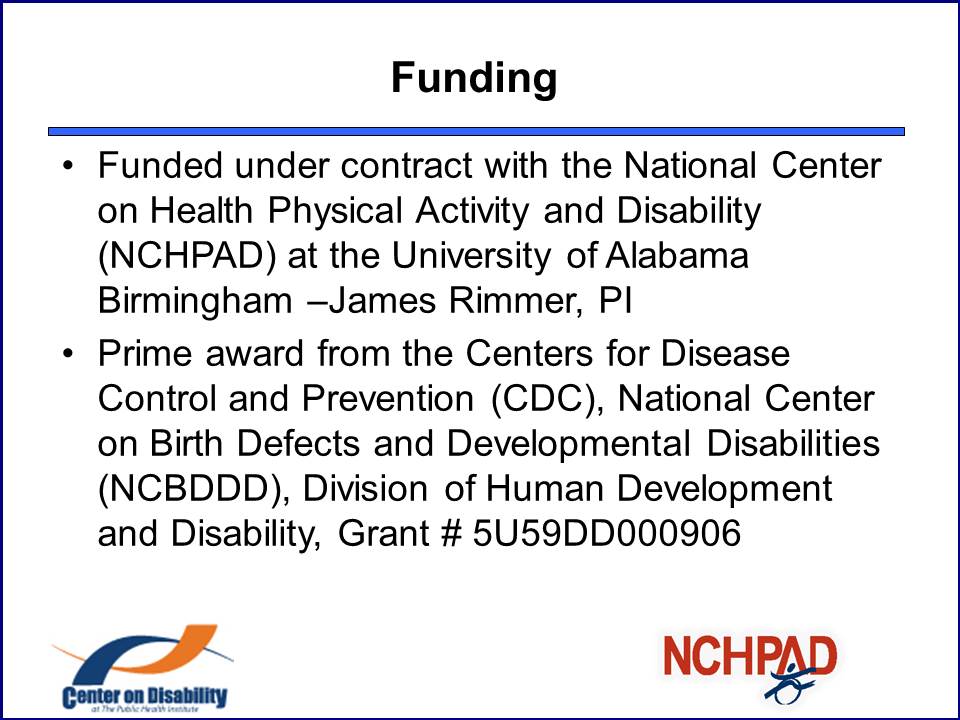 Funding
• Funded under contract with the National Center
on Health Physical Activity and Disability
(NCHPAD) at the University of Alabama
Birmingham –James Rimmer, PI
• Prime award from the Centers for Disease
Control and Prevention (CDC), National Center
on Birth Defects and Developmental Disabilities
(NCBDDD), Division of Human Development
and Disability, Grant # 5U59DD000906
Center on Disability
at The Public Health Institute
NCHPAD